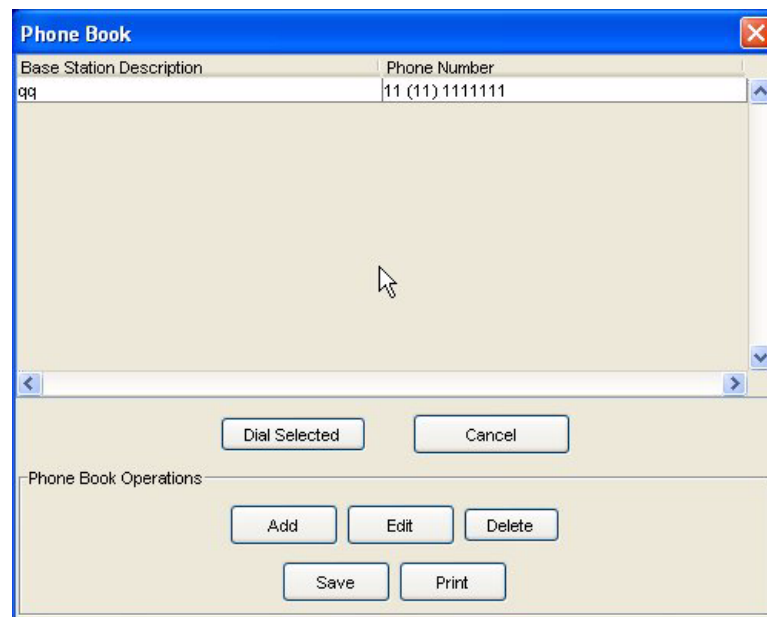 Phone Book
Base Station Description Phone Number
qq 11 (11) 1111111
Dial Selected Cancel
Phone Book Operations
Add Edit Delete
Save Print